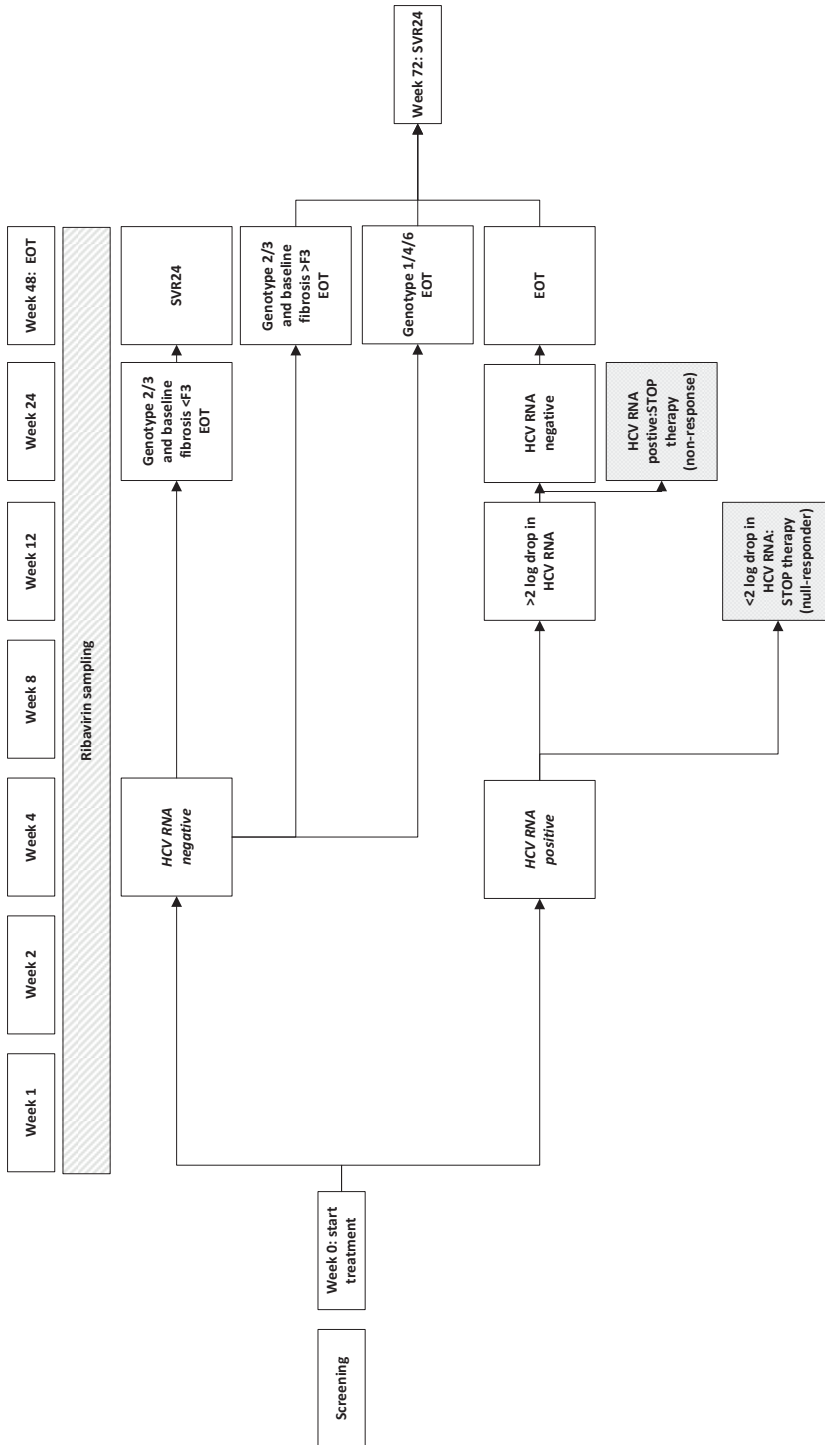 Screening
Week 0: start
treatment
Week 1
Week 2
Week 4
Week 8
Week 12
Week 24
Week 48:  EOT
Ribavirin sampling
HCV RNA
negative
Genotype 2/3
and baseline
fibrosis <F3
EOT
SVR24
Genotype 2/3
and baseline
fibrosis >F3
EOT
Genotype 1/4/6
EOT
Week 72: SVR24
HCV RNA
positive
>2 log drop in
HCV RNA
HCV RNA
negative
EOT
HCV RNA
postive:STOP
therapy
(non-response)
<2 log drop in
HCV RNA:
STOP therapy
(null-responder)